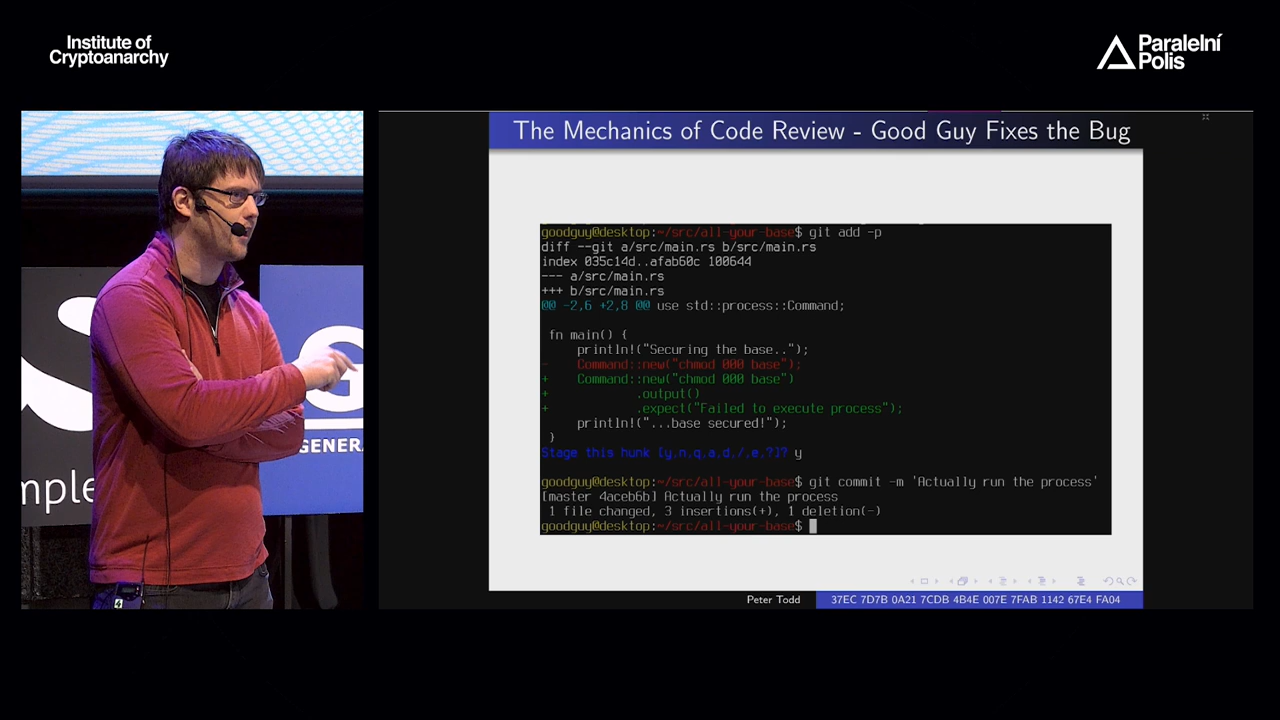 Institute of
Cryptoanarchy
Paralelní
Polis
mple
GENERA
The Mechanics of Code Review - Good Guy Fixes the Bug
goodguy@desktop:~/src/all-your-base$ git add -p
diff --git a/src/main.rs b/src/main.rs
index 035c14d..afab60c 100644
--- a/src/main.rs
+++ b/src/main.rs
@@ -2,6 +2,8 @@ use std::process::Command;
fn main() {
println!("Securing the base..");
-    Command::new("chmod 000 base");
+    Command::new("chmod 000 base")
+            .output()
+            .expect("Failed to execute process");
println!("...base secured!");
}
Stage this hunk [y,n,q,a,d,/,e,?]? y
goodguy@desktop:~/src/all-your-base$ git commit -m 'Actually run the process'
[master 4aceb6b] Actually run the process
1 file changed, 3 insertions(+), 1 deletion(-)
goodguy@desktop:~/src/all-your-base$
Peter Todd
37EC 7D7B 0A21 7CDB 4B4E 007E 7FAB 1142 67E4 FA04